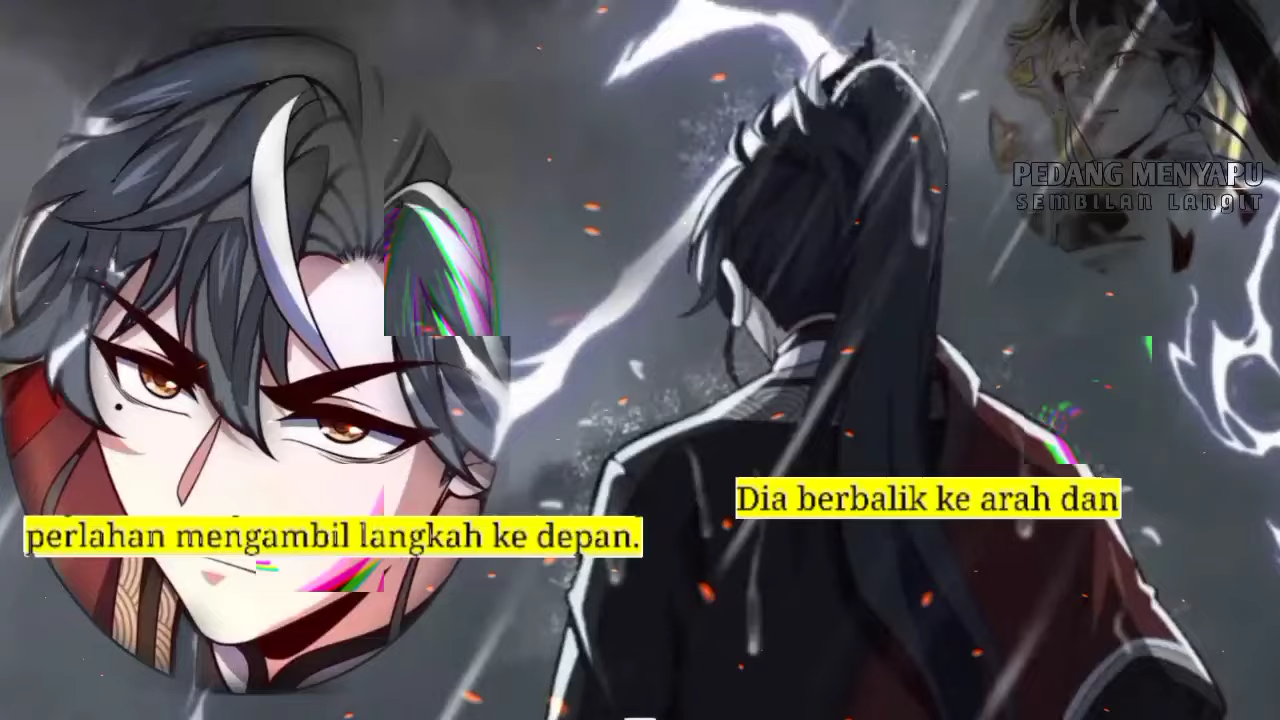 PEDANG MENYAPU
SEMBILAN LANGIT
Dia berbalik ke arah dan
perlahan mengambil langkah ke depan.